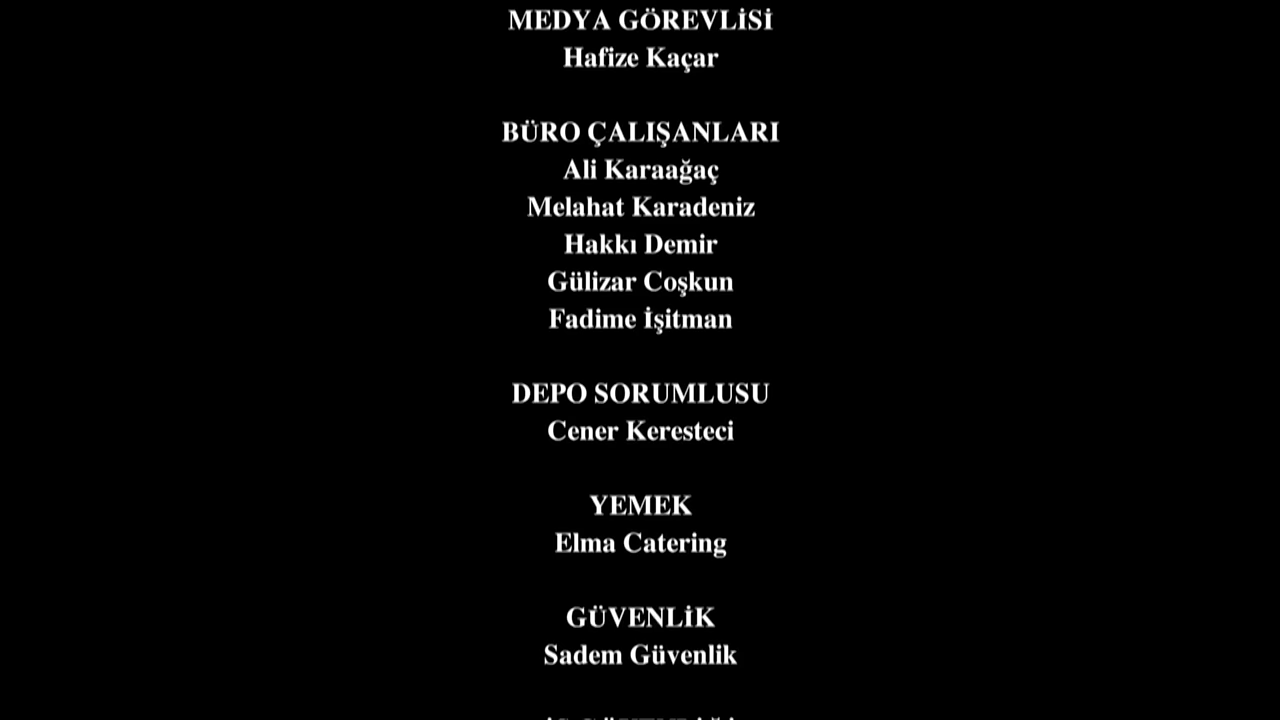 MEDYA GÖREVLİSİ
Hafize Kaçar
BÜRO ÇALIŞANLARI
Ali Karaağaç
Melahat Karadeniz
Hakkı Demir
Gülizar Coşkun
Fadime İşitman
DEPO SORUMLUSU
Cener Keresteci
YEMEK
Elma Catering
GÜVENLİK
Sadem Güvenlik